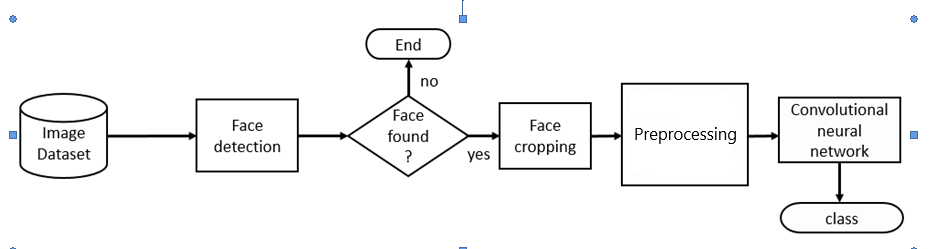 Image
Dataset
Face
detection
Face
found
?
no
End
yes
Face
cropping
Preprocessing
Convolutional
neural
network
class